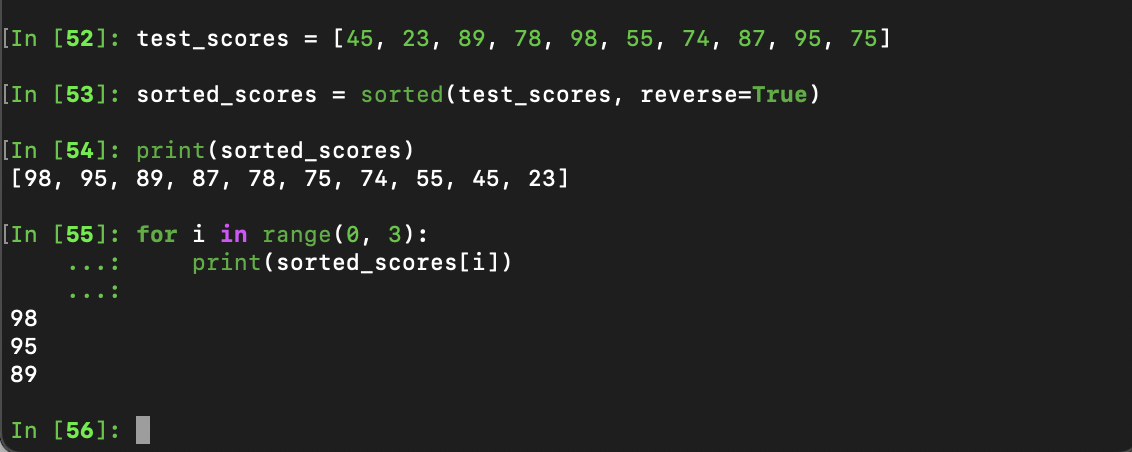 [In [52]: test_scores = [45, 23, 89, 78, 98, 55, 74, 87, 95, 75]
[In [53]: sorted_scores = sorted(test_scores, reverse=True)
[In [54]: print(sorted_scores)
[98, 95, 89, 87, 78, 75, 74, 55, 45, 23]
[In [55]: for i in range(0, 3):
    ...:     print(sorted_scores[i])
    ...:
98
95
89
In [56]: